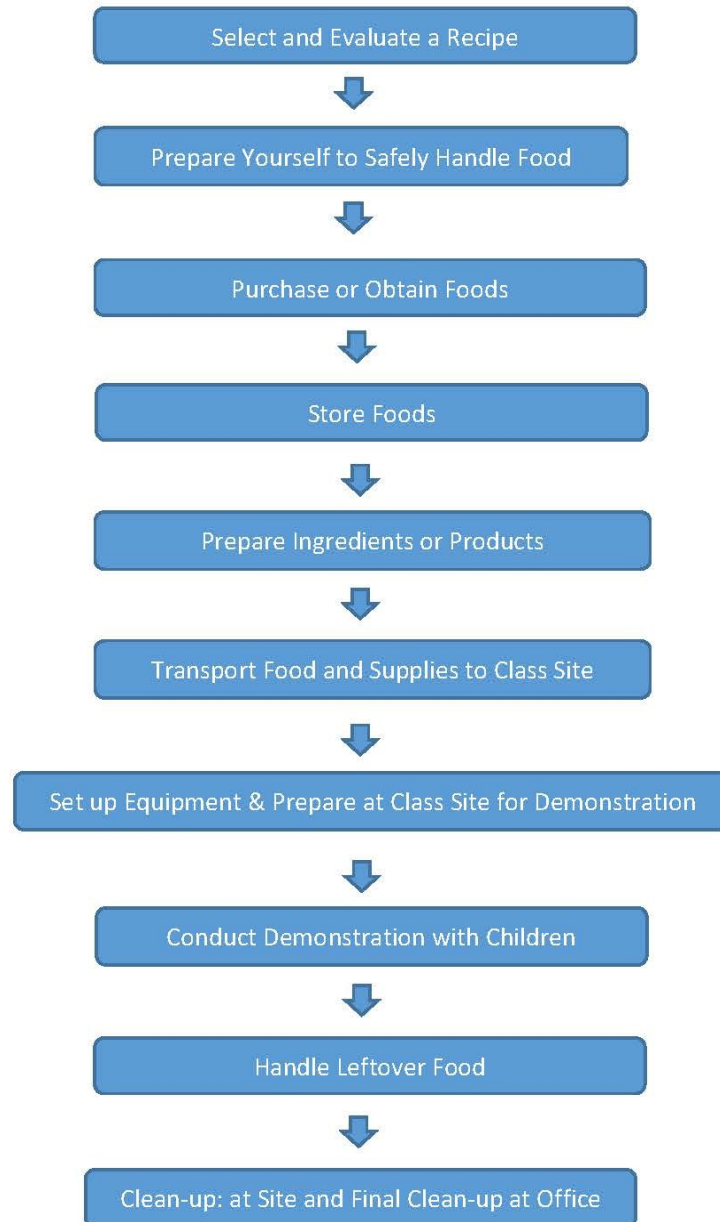 Select and Evaluate a Recipe
Prepare Yourself to Safely Handle Food
Purchase or Obtain Foods
Store Foods
Prepare Ingredients or Products
Transport Food and Supplies to Class Site
Set up Equipment & Prepare at Class Site for Demonstration
Conduct Demonstration with Children
Handle Leftover Food
Clean-up: at Site and Final Clean-up at Office